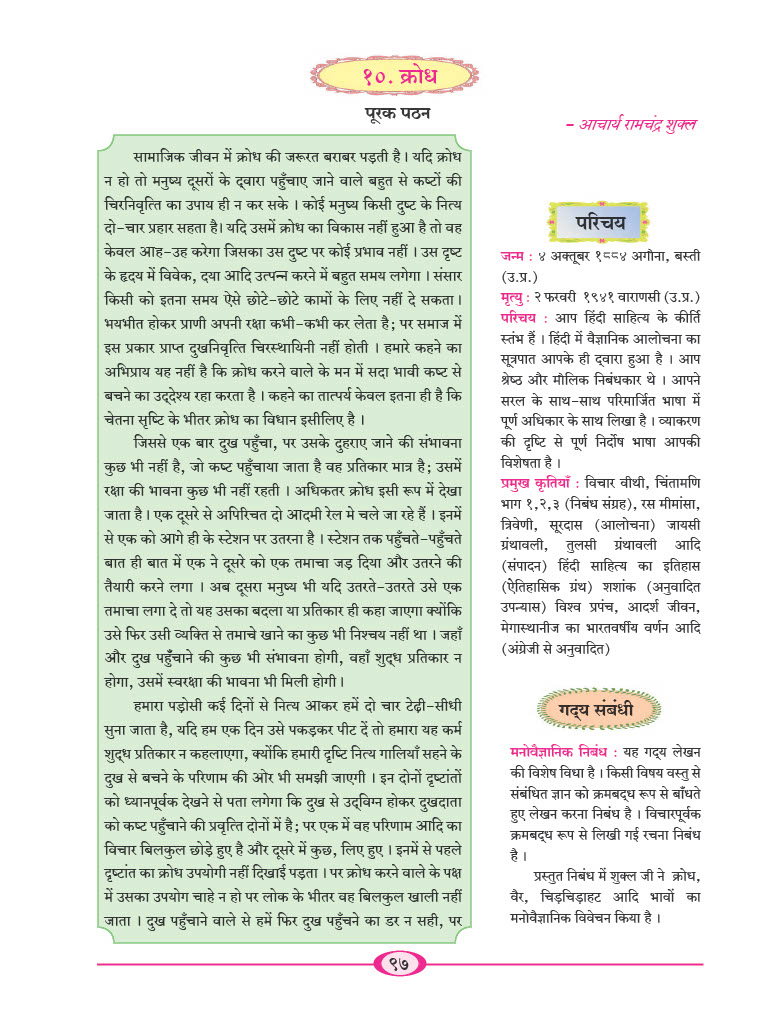 १०. क्रोध
पूरक पठन
– आचार्य रामचंद्र शुक्ल
सामाजिक जीवन में क्रोध की जरूरत बराबर पड़ती है । यदि क्रोध
न हो तो मनुष्य दूसरों के द्‌वारा पहुँचाए जाने वाले बहुत से कष्टों की
चिरनिवृत्ति का उपाय ही न कर सके । कोई मनुष्य किसी दुष्ट के नित्य
दो-चार प्रहार सहता है। यदि उसमें क्रोध का विकास नहीं हुआ है तो वह
केवल आह-उह करेगा जिसका उस दुष्ट पर कोई प्रभाव नहीं । उस दृष्ट
के हृदय में विवेक, दया आदि उत्पन्न करने में बहुत समय लगेगा । संसार
किसी को इतना समय ऐसे छोटे-छोटे कामों के लिए नहीं दे सकता।
भयभीत होकर प्राणी अपनी रक्षा कभी-कभी कर लेता है; पर समाज में
इस प्रकार प्राप्त दुखनिवृत्ति चिरस्थायिनी नहीं होती । हमारे कहने का
अभिप्राय यह नहीं है कि क्रोध करने वाले के मन में सदा भावी कष्ट से
बचने का उद्‌देश्य रहा करता है । कहने का तात्पर्य केवल इतना ही है कि
चेतना सृष्टि के भीतर क्रोध का विधान इसीलिए है ।
जिससे एक बार दुख पहुँचा, पर उसके दुहराए जाने की संभावना
कुछ भी नहीं है, जो कष्ट पहुँचाया जाता है वह प्रतिकार मात्र है; उसमें
रक्षा की भावना कुछ भी नहीं रहती । अधिकतर क्रोध इसी रूप में देखा
जाता है । एक दूसरे से अपिरचित दो आदमी रेल मे चले जा रहे हैं । इनमें
से एक को आगे ही के स्टेशन पर उतरना है । स्टेशन तक पहुँचते-पहुँचते
बात ही बात में एक ने दूसरे को एक तमाचा जड़ दिया और उतरने की
तैयारी करने लगा । अब दूसरा मनुष्य भी यदि उतरते-उतरते उसे एक
तमाचा लगा दे तो यह उसका बदला या प्रतिकार ही कहा जाएगा क्योंकि
उसे फिर उसी व्यक्ति से तमाचे खाने का कुछ भी निश्चय नहीं था । जहाँ
और दुख पहुँचाने की कुछ भी संभावना होगी, वहाँ शुद्‌ध प्रतिकार न
होगा, उसमें स्वरक्षा की भावना भी मिली होगी।
हमारा पड़ोसी कई दिनों से नित्य आकर हमें दो चार टेढ़ी-सीधी
सुना जाता है, यदि हम एक दिन उसे पकड़कर पीट दें तो हमारा यह कर्म
शुद्‌ध प्रतिकार न कहलाएगा, क्योंकि हमारी दृष्टि नित्य गालियाँ सहने के
दुख से बचने के परिणाम की ओर भी समझी जाएगी । इन दोनों दृष्टांतों
को ध्यानपूर्वक देखने से पता लगेगा कि दुख से उद्‌विग्न होकर दुखदाता
को कष्ट पहुँचाने की प्रवृत्ति दोनों में है; पर एक में वह परिणाम आदि का
विचार बिलकुल छोड़े हुए है और दूसरे में कुछ, लिए हुए । इनमें से पहले
दृष्टांत का क्रोध उपयोगी नहीं दिखाई पड़ता । पर क्रोध करने वाले के पक्ष
में उसका उपयोग चाहे न हो पर लोक के भीतर वह बिलकुल खाली नहीं
जाता । दुख पहुँचाने वाले से हमें फिर दुख पहुँचने का डर न सही, पर
परिचय
जन्म : ४ अक्तूबर १8८४ अगौना, बस्ती
(उ.प्र.)
मृत्यु : २ फरवरी १९४१ वाराणसी (उ.प्र.)
परिचय : आप हिंदी साहित्य के कीर्ति
स्तंभ हैं । हिंदी में वैज्ञानिक आलोचना का
सूत्रपात आपके ही द्‌वारा हुआ है । आप
श्रेष्ठ और मौलिक निबंधकार थे । आपने
सरल के साथ-साथ परिमार्जित भाषा में
पूर्ण अधिकार के साथ लिखा है । व्याकरण
की दृष्टि से पूर्ण निर्दोष भाषा आपकी
विशेषता है ।
प्रमुख कृतियाँ : विचार वीथी, चिंतामणि
भाग १,२,३ (निबंध संग्रह), रस मीमांसा,
त्रिवेणी, सूरदास (आलोचना) जायसी
ग्रंथावली, तुलसी ग्रंथावली आदि
(संपादन) हिंदी साहित्य का इतिहास
(ऐतिहासिक ग्रंथ) शशांक (अनुवादित
उपन्यास) विश्व प्रपंच, आदर्श जीवन,
मेगास्थानीज का भारतवर्षीय वर्णन आदि
(अंग्रेजी से अनुवादित)
गद्‌य संबंधी
मनोवैज्ञानिक निबंध : यह गद्‌य लेखन
की विशेष विधा है । किसी विषय वस्तु से
संबंधित ज्ञान को क्रमबद्‌ध रूप से बाँधते
हुए लेखन करना निबंध है । विचारपूर्वक
क्रमबद्‌ध रूप से लिखी गई रचना निबंध
है ।
प्रस्तुत निबंध में शुक्ल जी ने क्रोध,
वैर, चिड़चिड़ाहट आदि भावों का
मनोवैज्ञानिक विवेचन किया है ।
९७